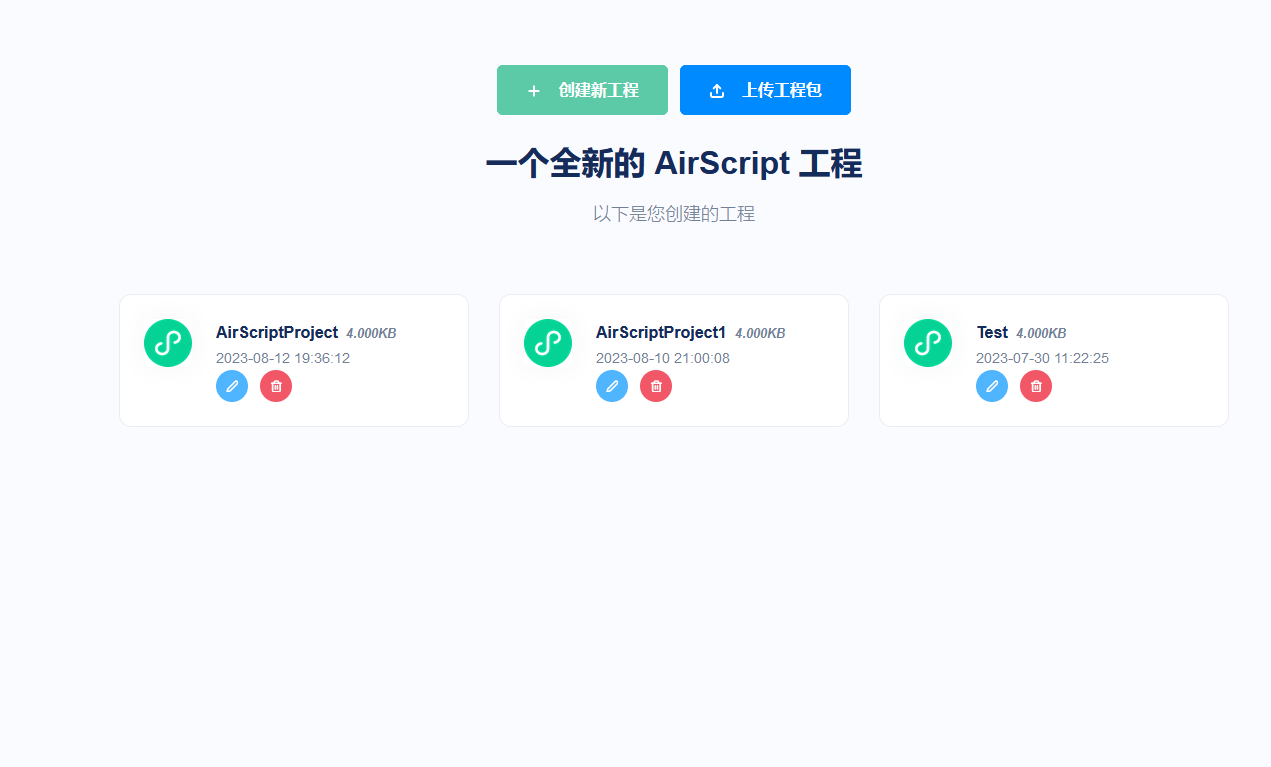 创建新工程 上传工程包
一个全新的 AirScript 工程
以下是您创建的工程
AirScriptProject 4.000KB
2023-08-12 19:36:12
AirScriptProject1 4.000KB
2023-08-10 21:00:08
Test 4.000KB
2023-07-30 11:22:25